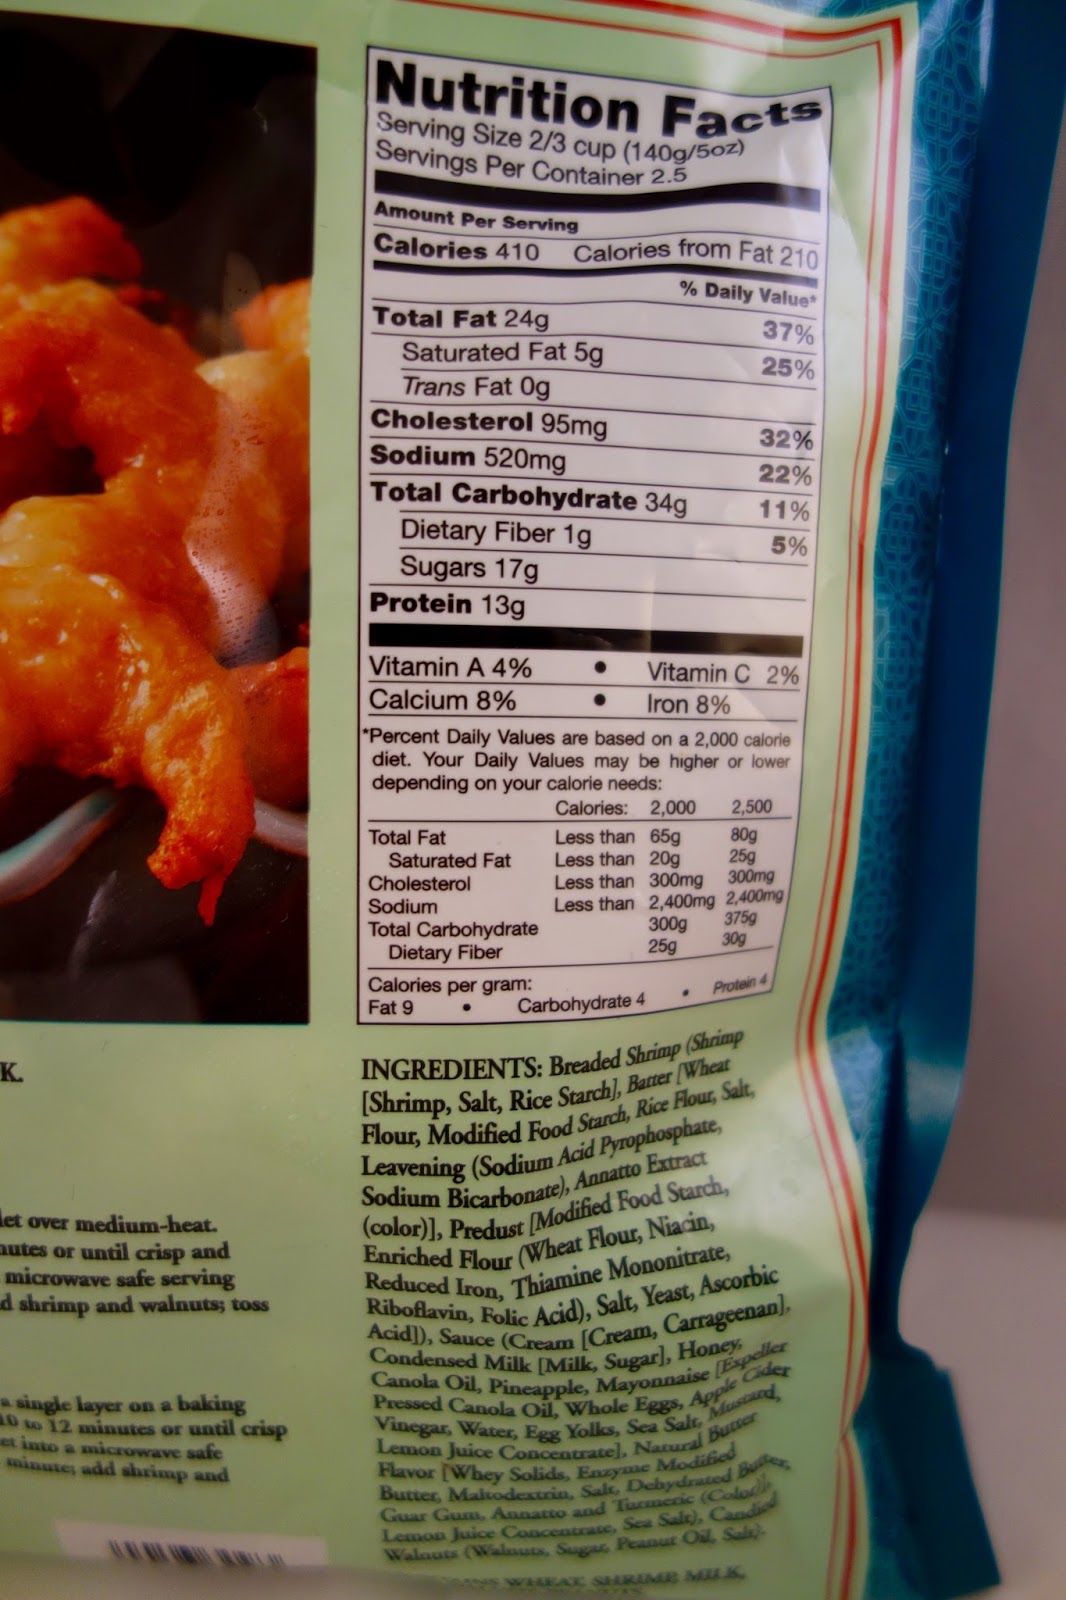 K.
let over medium-heat.
nutes or until crisp and
microwave safe serving
d shrimp and walnuts; toss
a single layer on a baking
10 to 12 minutes or until crisp
et into a microwave safe
minute; add shrimp and
Nutrition Facts
Serving Size 2/3 cup (140g/5oz)
Servings Per Container 2.5
Amount Per Serving
Calories 410 Calories from Fat 210
% Daily Value*
Total Fat 24g 37%
Saturated Fat 5g 25%
Trans Fat 0g
Cholesterol 95mg 32%
Sodium 520mg 22%
Total Carbohydrate 34g 11%
Dietary Fiber 1g 5%
Sugars 17g
Protein 13g
Vitamin A 4% • Vitamin C 2%
Calcium 8% • Iron 8%
*Percent Daily Values are based on a 2,000 calorie
diet. Your Daily Values may be higher or lower
depending on your calorie needs:
Calories: 2,000 2,500
Total Fat Less than 65g 80g
Saturated Fat Less than 20g 25g
Cholesterol Less than 300mg 300mg
Sodium Less than 2,400mg 2,400mg
Total Carbohydrate 300g 375g
Dietary Fiber 25g 30g
Calories per gram:
Fat 9 • Carbohydrate 4 • Protein 4
INGREDIENTS: Breaded Shrimp (Shrimp
[Shrimp, Salt, Rice Starch], Batter [Wheat
Flour, Modified Food Starch, Rice Flour, Salt,
Leavening (Sodium Acid Pyrophosphate,
Sodium Bicarbonate), Annatto Extract
(color)], Predust [Modified Food Starch,
Enriched Flour (Wheat Flour, Niacin,
Reduced Iron, Thiamine Mononitrate,
Riboflavin, Folic Acid), Salt, Yeast, Ascorbic
Acid]), Sauce (Cream [Cream, Carrageenan],
Condensed Milk [Milk, Sugar], Honey,
Canola Oil, Pineapple, Mayonnaise [Expeller
Pressed Canola Oil, Whole Eggs, Apple Cider
Vinegar, Water, Egg Yolks, Sea Salt, Mustard,
Lemon Juice Concentrate], Natural Butter
Flavor [Whey Solids, Enzyme Modified
Butter, Maltodextrin, Salt, Dehydrated Butter,
Guar Gum, Annatto and Turmeric (Color)],
Lemon Juice Concentrate, Sea Salt), Candied
Walnuts (Walnuts, Sugar, Peanut Oil, Salt).
WHEAT, SHRIMP, MILK,